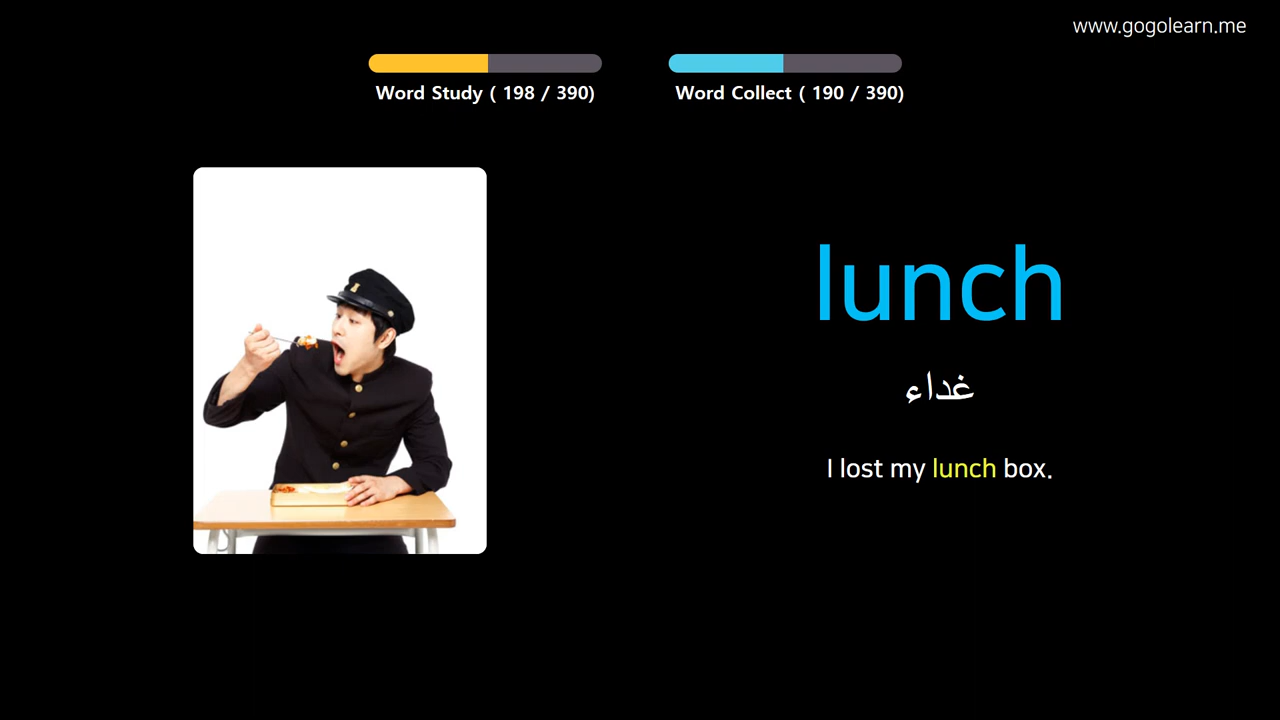 www.gogolearn.me
Word Study ( 198 / 390)
Word Collect ( 190 / 390)
lunch
غداء
I lost my lunch box.